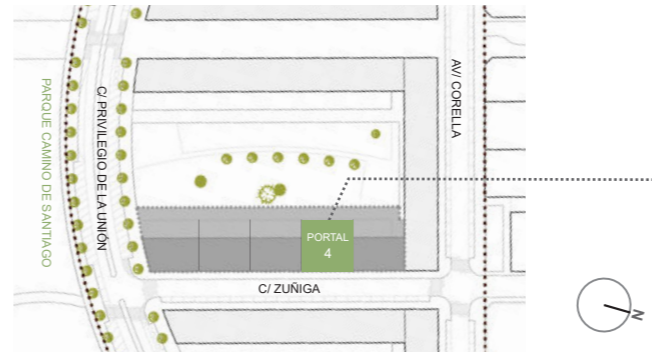 PARQUE CAMINO DE SANTIAGO
C/ PRIVILEGIO DE LA UNIÓN
AV/ CORELLA
PORTAL
4
C/ ZUÑIGA
N